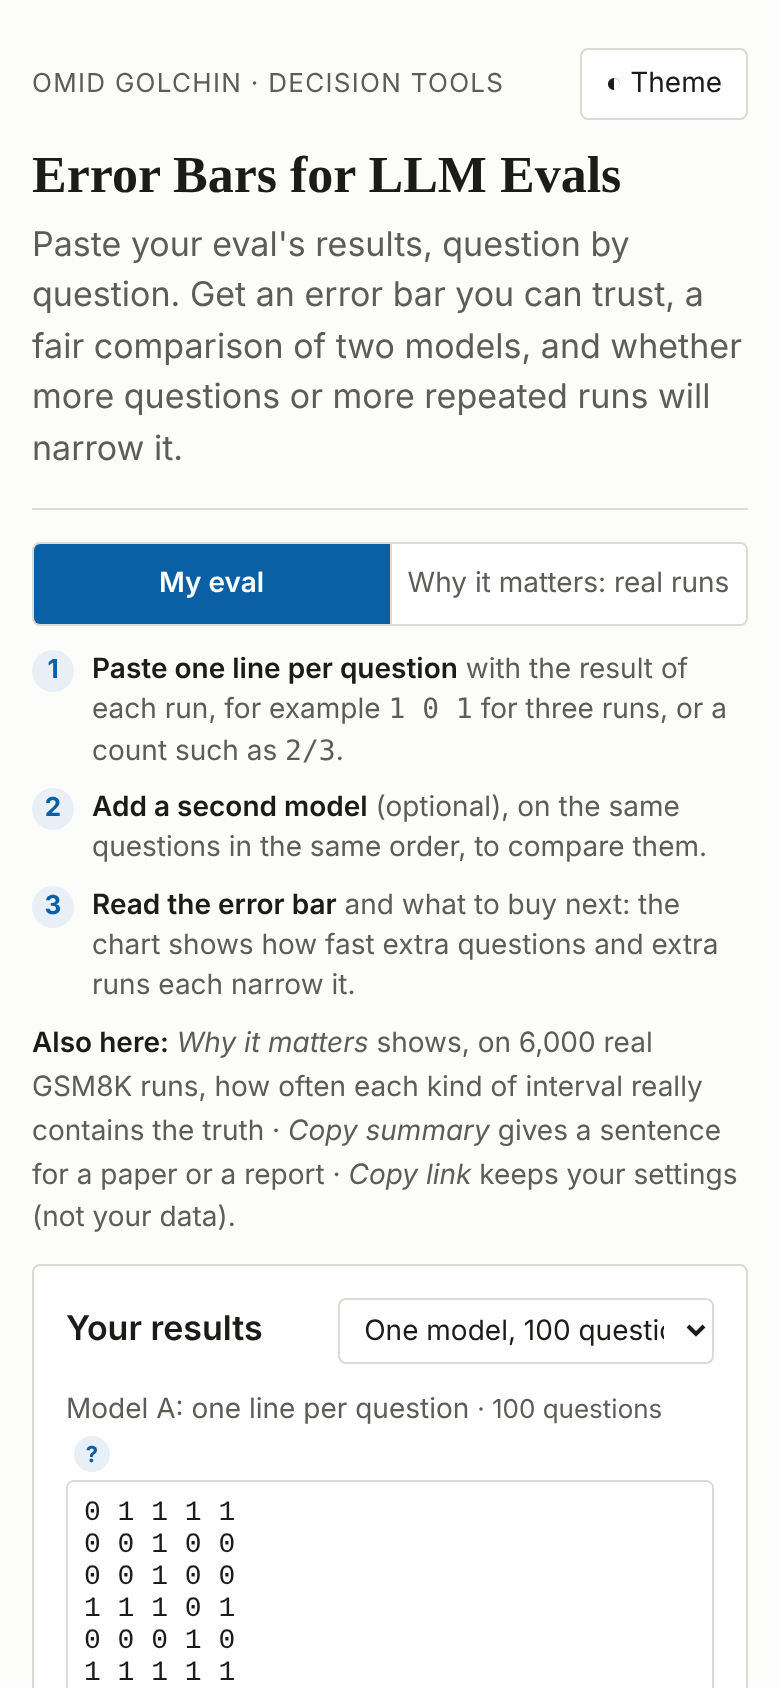 OMID GOLCHIN · DECISION TOOLS
Theme
Error Bars for LLM Evals
Paste your eval's results, question by
question. Get an error bar you can trust, a
fair comparison of two models, and whether
more questions or more repeated runs will
narrow it.
My eval
Why it matters: real runs
1 Paste one line per question with the result of
each run, for example 1 0 1 for three runs, or a
count such as 2/3.
2 Add a second model (optional), on the same
questions in the same order, to compare them.
3 Read the error bar and what to buy next: the
chart shows how fast extra questions and extra
runs each narrow it.
Also here: Why it matters shows, on 6,000 real
GSM8K runs, how often each kind of interval really
contains the truth · Copy summary gives a sentence
for a paper or a report · Copy link keeps your settings
(not your data).
Your results
One model, 100 questic
Model A: one line per question · 100 questions
?
0 1 1 1 1
0 0 1 0 0
0 0 1 0 0
1 1 1 0 1
0 0 0 1 0
1 1 1 1 1